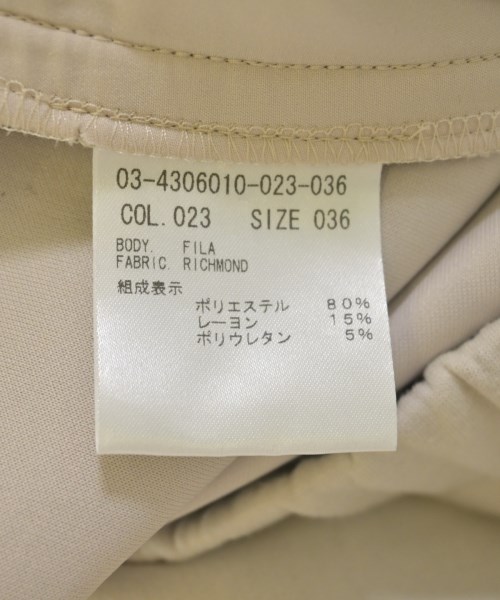 03-4306010-023-036
COL. 023 SIZE 036
BODY. FILA
FABRIC. RICHMOND
組成表示
ポリエステル 80%
レーヨン 15%
ポリウレタン 5%